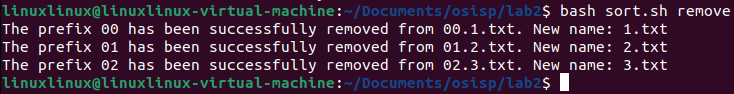 linuxlinux@linuxlinux-virtual-machine:~/Documents/osisp/lab2$ bash sort.sh remove
The prefix 00 has been successfully removed from 00.1.txt. New name: 1.txt
The prefix 01 has been successfully removed from 01.2.txt. New name: 2.txt
The prefix 02 has been successfully removed from 02.3.txt. New name: 3.txt
linuxlinux@linuxlinux-virtual-machine:~/Documents/osisp/lab2$